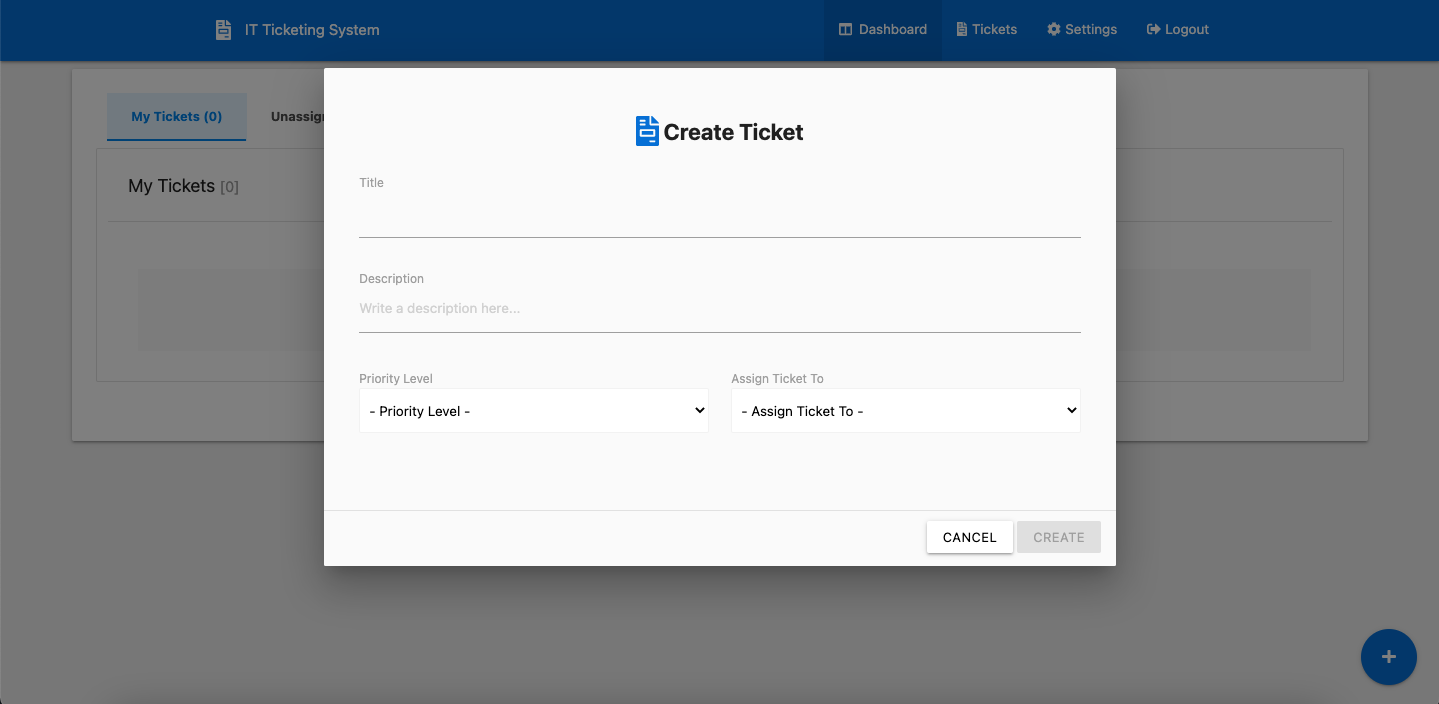 IT Ticketing System
Dashboard
Tickets
Settings
Logout
My Tickets (0)
My Tickets [0]
Create Ticket
Title
Description
Write a description here...
Priority Level
Assign Ticket To
- Priority Level -
- Assign Ticket To -
CANCEL
CREATE
+